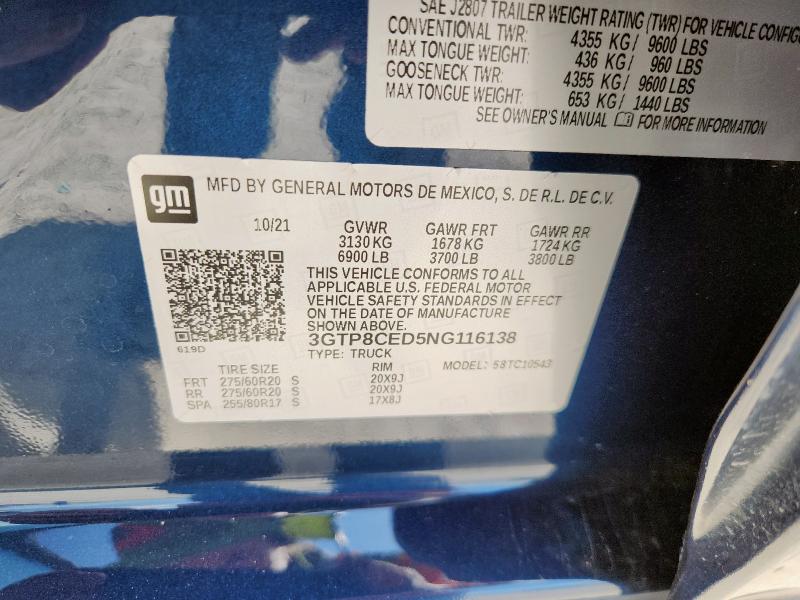 SAE J2807 TRAILER WEIGHT RATING (TWR) FOR VEHICLE
CONVENTIONAL TWR: 4355 KG/ 9600 LBS
MAX TONGUE WEIGHT: 436 KG/ 960 LBS
GOOSENECK TWR: 4355 KG/ 9600 LBS
MAX TONGUE WEIGHT: 653 KG/ 1440 LBS
SEE OWNER'S MANUAL FOR MORE INFORMATION
gm MFD BY GENERAL MOTORS DE MEXICO, S. DE R.L. DE C.V.
10/21 GVWR GAWR FRT GAWR RR
3130 KG 1678 KG 1724 KG
6900 LB 3700 LB 3800 LB
THIS VEHICLE CONFORMS TO ALL
APPLICABLE U.S. FEDERAL MOTOR
VEHICLE SAFETY STANDARDS IN EFFECT
ON THE DATE OF MANUFACTURE
SHOWN ABOVE.
619D
3GTP8CED5NG116138
TYPE: TRUCK MODEL: 58TC10543
TIRE SIZE RIM
FRT 275/60R20 S 20X9J
RR 275/60R20 S 20X9J
SPA 255/80R17 S 17X8J